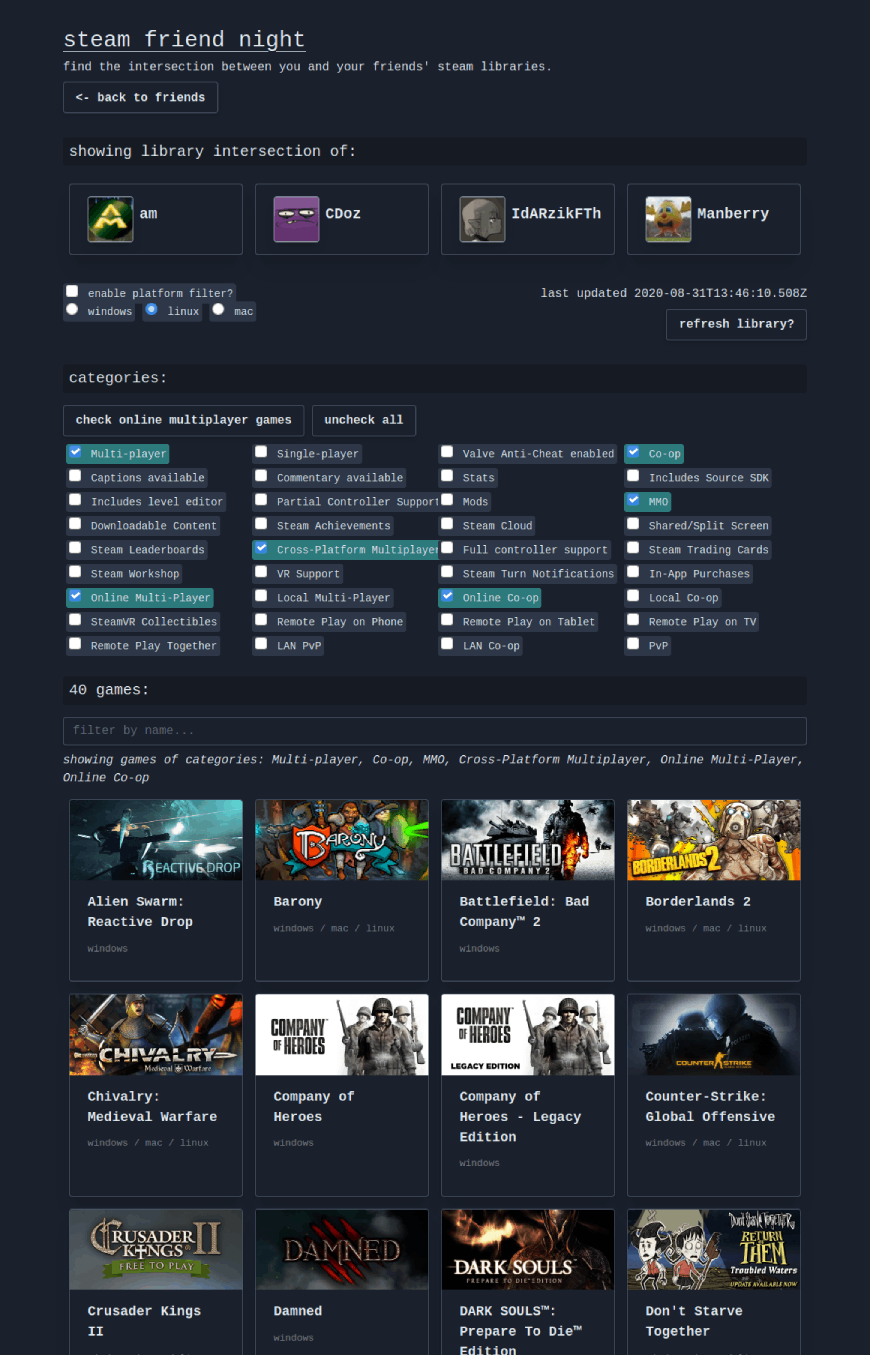 steam friend night
find the intersection between you and your friends' steam libraries.
<- back to friends
showing library intersection of:
am CDoz IdARzikFTh Manberry
enable platform filter? last updated 2020-08-31T13:46:10.508Z
windows linux mac
refresh library?
categories:
check online multiplayer games uncheck all
Multi-player Single-player Valve Anti-Cheat enabled Co-op
Captions available Commentary available Stats Includes Source SDK
Includes level editor Partial Controller Support Mods MMO
Downloadable Content Steam Achievements Steam Cloud Shared/Split Screen
Steam Leaderboards Cross-Platform Multiplayer Full controller support Steam Trading Cards
Steam Workshop VR Support Steam Turn Notifications In-App Purchases
Online Multi-Player Local Multi-Player Online Co-op Local Co-op
SteamVR Collectibles Remote Play on Phone Remote Play on Tablet Remote Play on TV
Remote Play Together LAN PvP LAN Co-op PvP
40 games:
filter by name...
showing games of categories: Multi-player, Co-op, MMO, Cross-Platform Multiplayer, Online Multi-Player,
Online Co-op
REACTIVE DROP
BARONY
BATTLEFIELD
BAD COMPANY 2
BORDERLANDS 2
Alien Swarm:
Reactive Drop
windows
Barony
windows / mac / linux
Battlefield: Bad
Company™ 2
windows
Borderlands 2
windows / mac / linux
CHIVALRY
Medieval Warfare
COMPANY
OF HEROES
COMPANY
OF HEROES
LEGACY EDITION
COUNTER STRIKE
Chivalry:
Medieval Warfare
windows / mac / linux
Company of
Heroes
windows
Company of
Heroes - Legacy
Edition
windows
Counter-Strike:
Global Offensive
windows / mac / linux
CRUSADER
KINGS II
FREE TO PLAY
DAMNED
DARK SOULS
PREPARE TO DIE EDITION
Don't Starve Together
RETURN
OF
THEM
Troubled Waters
UPDATE AVAILABLE NOW
Crusader Kings
II
Damned
windows
DARK SOULS™:
Prepare To Die™
Edition
Don't Starve
Together